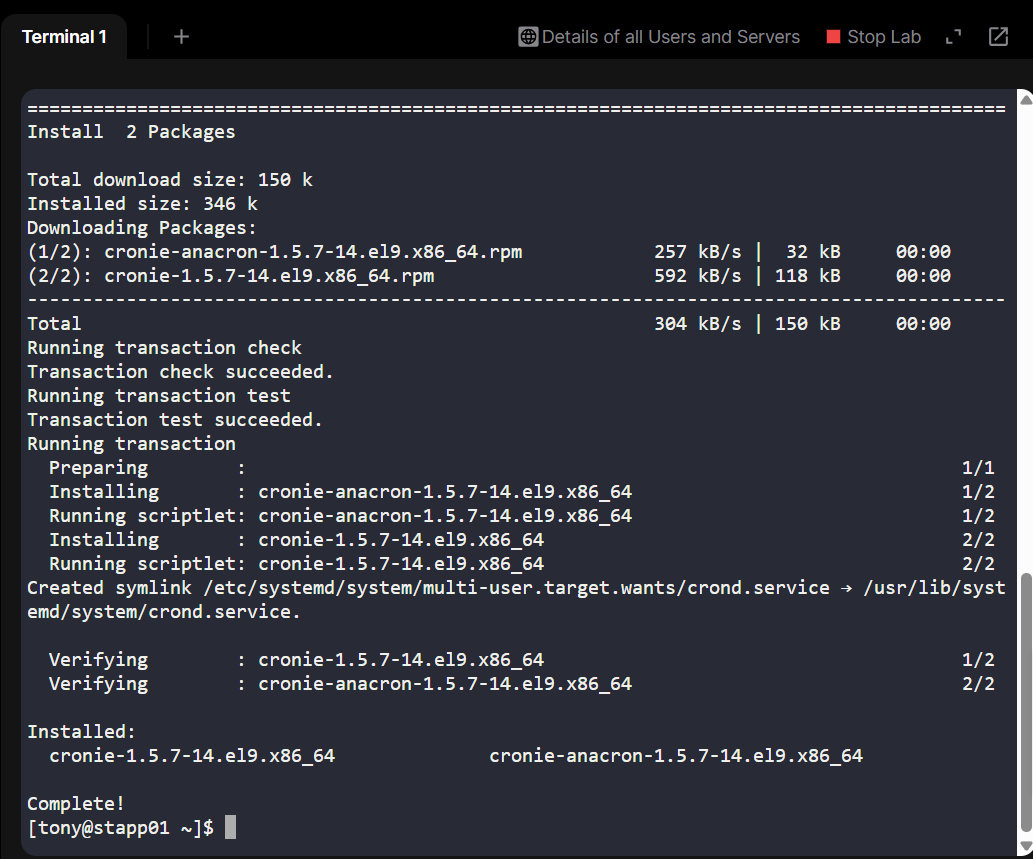 Terminal 1 + Details of all Users and Servers Stop Lab
=========================================================================================
Install  2 Packages
Total download size: 150 k
Installed size: 346 k
Downloading Packages:
(1/2): cronie-anacron-1.5.7-14.el9.x86_64.rpm            257 kB/s |  32 kB     00:00
(2/2): cronie-1.5.7-14.el9.x86_64.rpm                    592 kB/s | 118 kB     00:00
-----------------------------------------------------------------------------------------
Total                                                    304 kB/s | 150 kB     00:00
Running transaction check
Transaction check succeeded.
Running transaction test
Transaction test succeeded.
Running transaction
  Preparing        :                                                                 1/1
  Installing       : cronie-anacron-1.5.7-14.el9.x86_64                              1/2
  Running scriptlet: cronie-anacron-1.5.7-14.el9.x86_64                              1/2
  Installing       : cronie-1.5.7-14.el9.x86_64                                      2/2
  Running scriptlet: cronie-1.5.7-14.el9.x86_64                                      2/2
Created symlink /etc/systemd/system/multi-user.target.wants/crond.service → /usr/lib/syst
emd/system/crond.service.
  Verifying        : cronie-1.5.7-14.el9.x86_64                                      1/2
  Verifying        : cronie-anacron-1.5.7-14.el9.x86_64                              2/2
Installed:
  cronie-1.5.7-14.el9.x86_64              cronie-anacron-1.5.7-14.el9.x86_64
Complete!
[tony@stapp01 ~]$